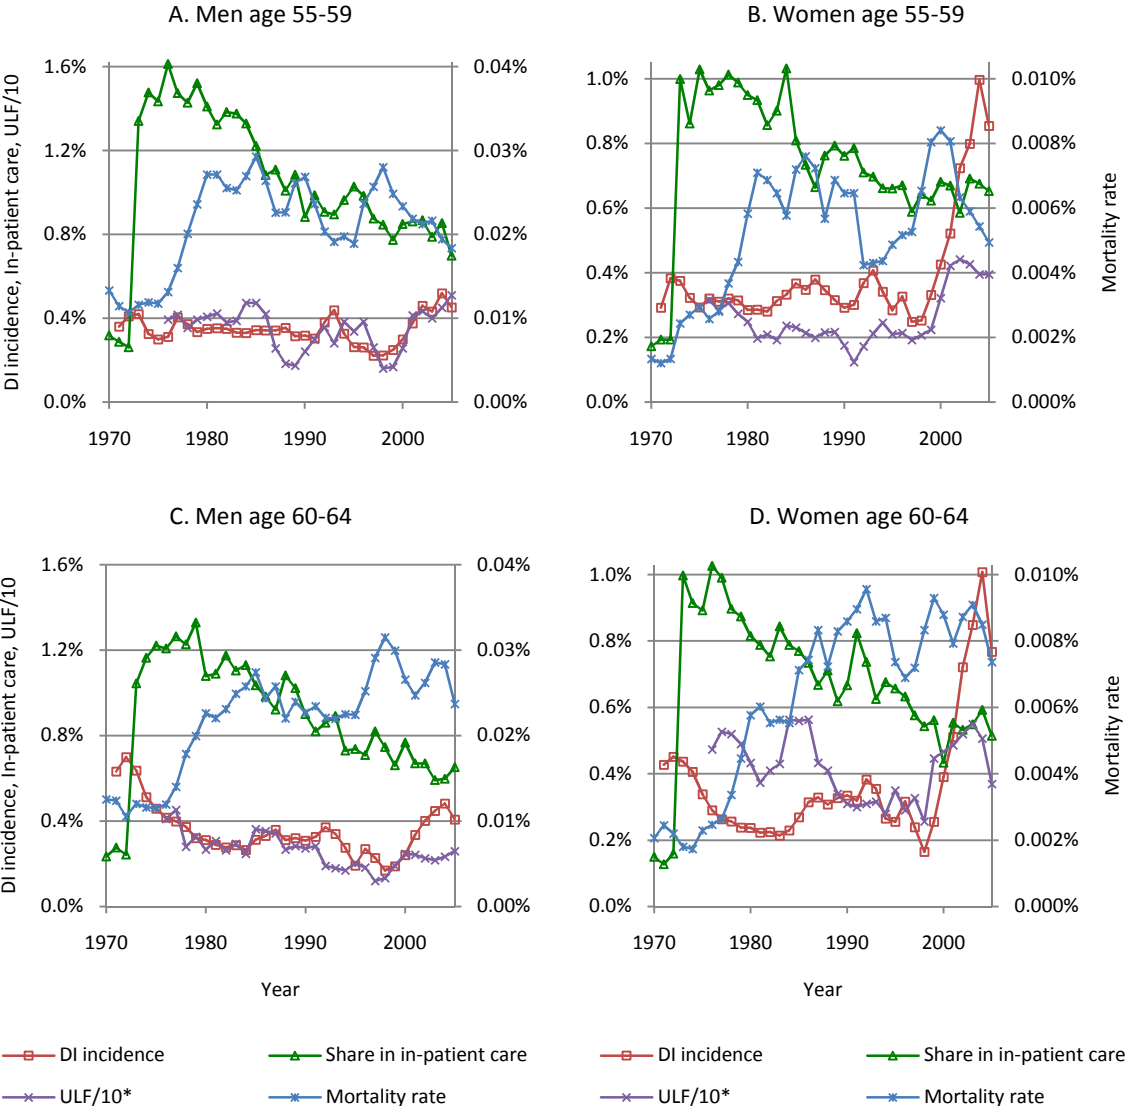 A. Men age 55-59
B. Women age 55-59
DI incidence, In-patient care, ULF/10
1.6%
1.2%
0.8%
0.4%
0.0%
0.04%
0.03%
0.02%
0.01%
0.00%
1970 1980 1990 2000
1.0%
0.8%
0.6%
0.4%
0.2%
0.0%
0.010%
0.008%
0.006%
0.004%
0.002%
0.000%
Mortality rate
1970 1980 1990 2000
C. Men age 60-64
D. Women age 60-64
DI incidence, In-patient care, ULF/10
1.6%
1.2%
0.8%
0.4%
0.0%
0.04%
0.03%
0.02%
0.01%
0.00%
1970 1980 1990 2000
Year
1.0%
0.8%
0.6%
0.4%
0.2%
0.0%
0.010%
0.008%
0.006%
0.004%
0.002%
0.000%
Mortality rate
1970 1980 1990 2000
Year
DI incidence
Share in in-patient care
ULF/10*
Mortality rate
DI incidence
Share in in-patient care
ULF/10*
Mortality rate